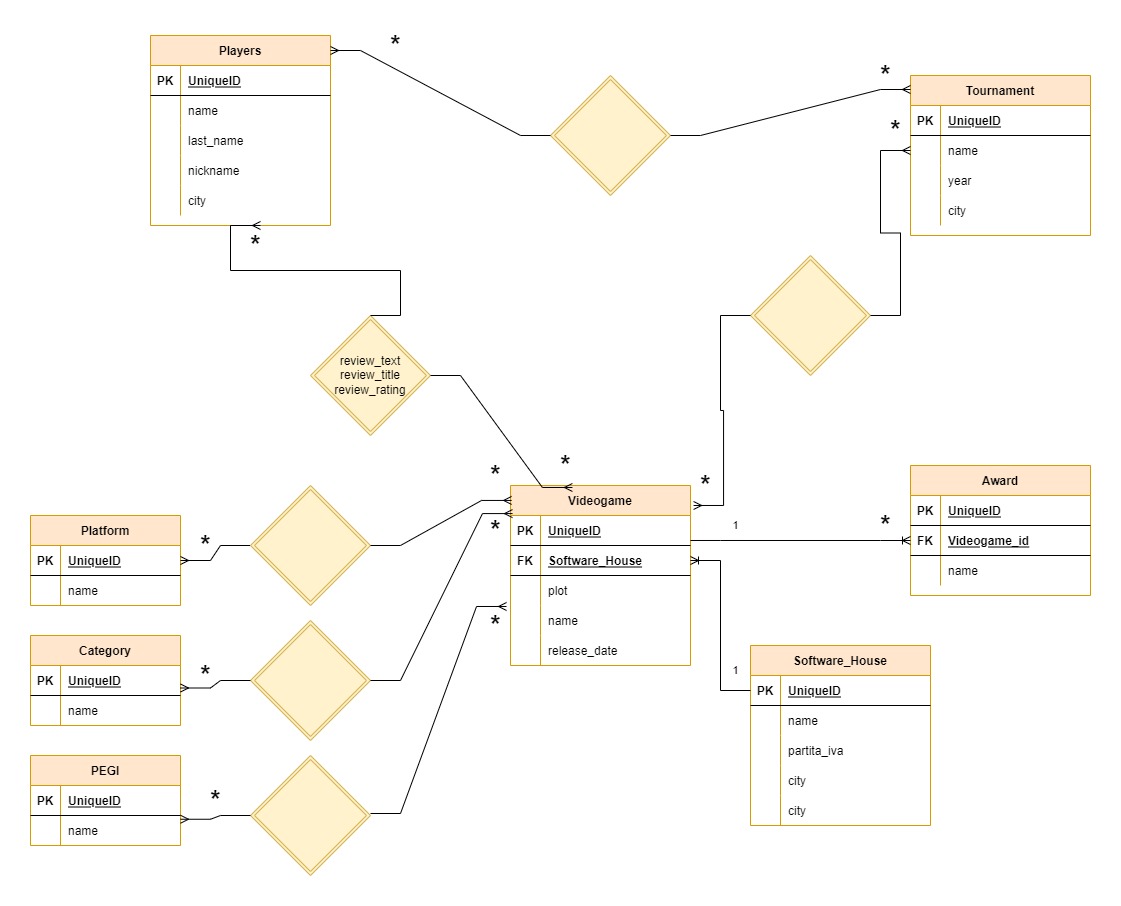 Players
PK UniqueID
name
last_name
nickname
city
*
*
Tournament
PK UniqueID
*
name
year
city
*
review_text
review_title
review_rating
*
*
*
Videogame
PK UniqueID
FK Software_House
plot
name
release_date
*
*
1
*
Award
PK UniqueID
FK Videogame_id
name
Platform
PK UniqueID
name
*
Category
PK UniqueID
name
*
*
PEGI
PK UniqueID
name
*
1
Software_House
PK UniqueID
name
partita_iva
city
city